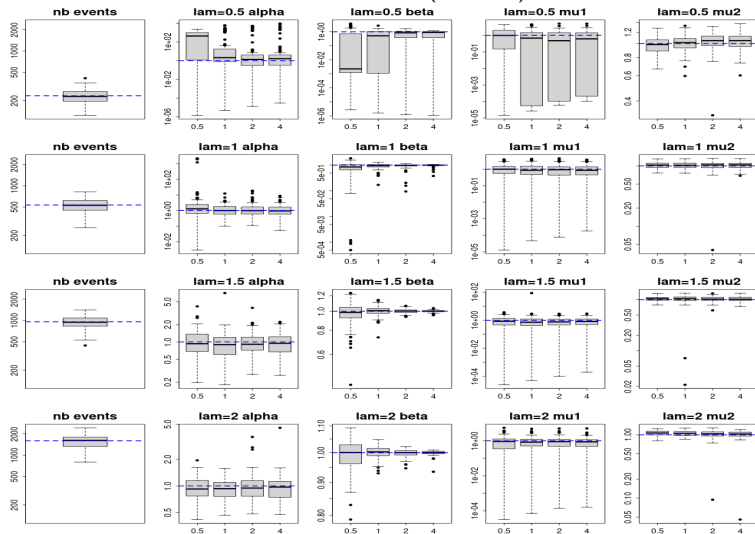 nb events
lam=0.5 alpha
lam=0.5 beta
lam=0.5 mu1
lam=0.5 mu2
200 500 1000 2000
1e-06 1e-02 1e+02
1e-06 1e-04 1e-02 1e+00
1e-05 1e-03 1e-01
0.4 0.8 1.2
0.5 1 2 4
0.5 1 2 4
0.5 1 2 4
0.5 1 2 4
nb events
lam=1 alpha
lam=1 beta
lam=1 mu1
lam=1 mu2
200 500 1000 2000
1e-02 1e+00 1e+02
5e-04 5e-03 5e-02 5e-01
1e-05 1e-03 1e-01
0.05 0.20 0.50
0.5 1 2 4
0.5 1 2 4
0.5 1 2 4
0.5 1 2 4
nb events
lam=1.5 alpha
lam=1.5 beta
lam=1.5 mu1
lam=1.5 mu2
200 500 1000 2000
0.2 0.5 1.0 2.0 5.0
0.6 0.8 1.0 1.2
1e-04 1e-02 1e+00 1e+02
0.02 0.05 0.20 0.50
0.5 1 2 4
0.5 1 2 4
0.5 1 2 4
0.5 1 2 4
nb events
lam=2 alpha
lam=2 beta
lam=2 mu1
lam=2 mu2
200 500 1000 2000
0.5 1.0 2.0 5.0
0.80 0.90 1.00 1.10
1e-04 1e-02 1e+00
0.05 0.10 0.20 0.50 1.00
0.5 1 2 4
0.5 1 2 4
0.5 1 2 4
0.5 1 2 4